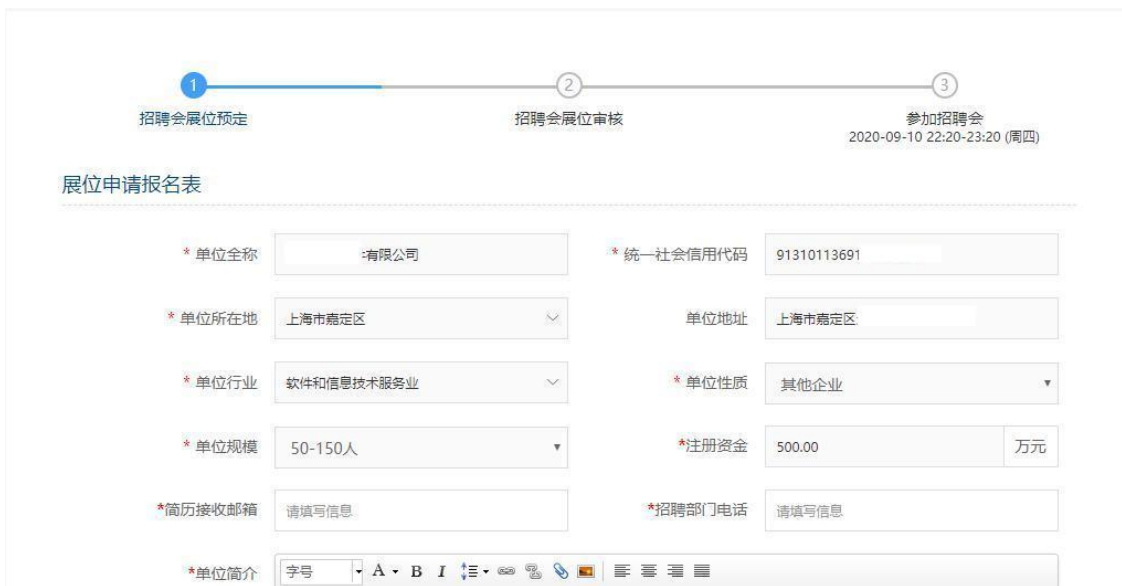 1
2
3
招聘会展位预定
招聘会展位审核
参加招聘会
2020-09-10 22:20-23:20 (周四)
展位申请报名表
* 单位全称 有限公司 * 统一社会信用代码 91310113691
* 单位所在地 上海市嘉定区 单位地址 上海市嘉定区
* 单位行业 软件和信息技术服务业 * 单位性质 其他企业
* 单位规模 50-150人 *注册资金 500.00 万元
*简历接收邮箱 请填写信息 *招聘部门电话 请填写信息
*单位简介 字号 A B I